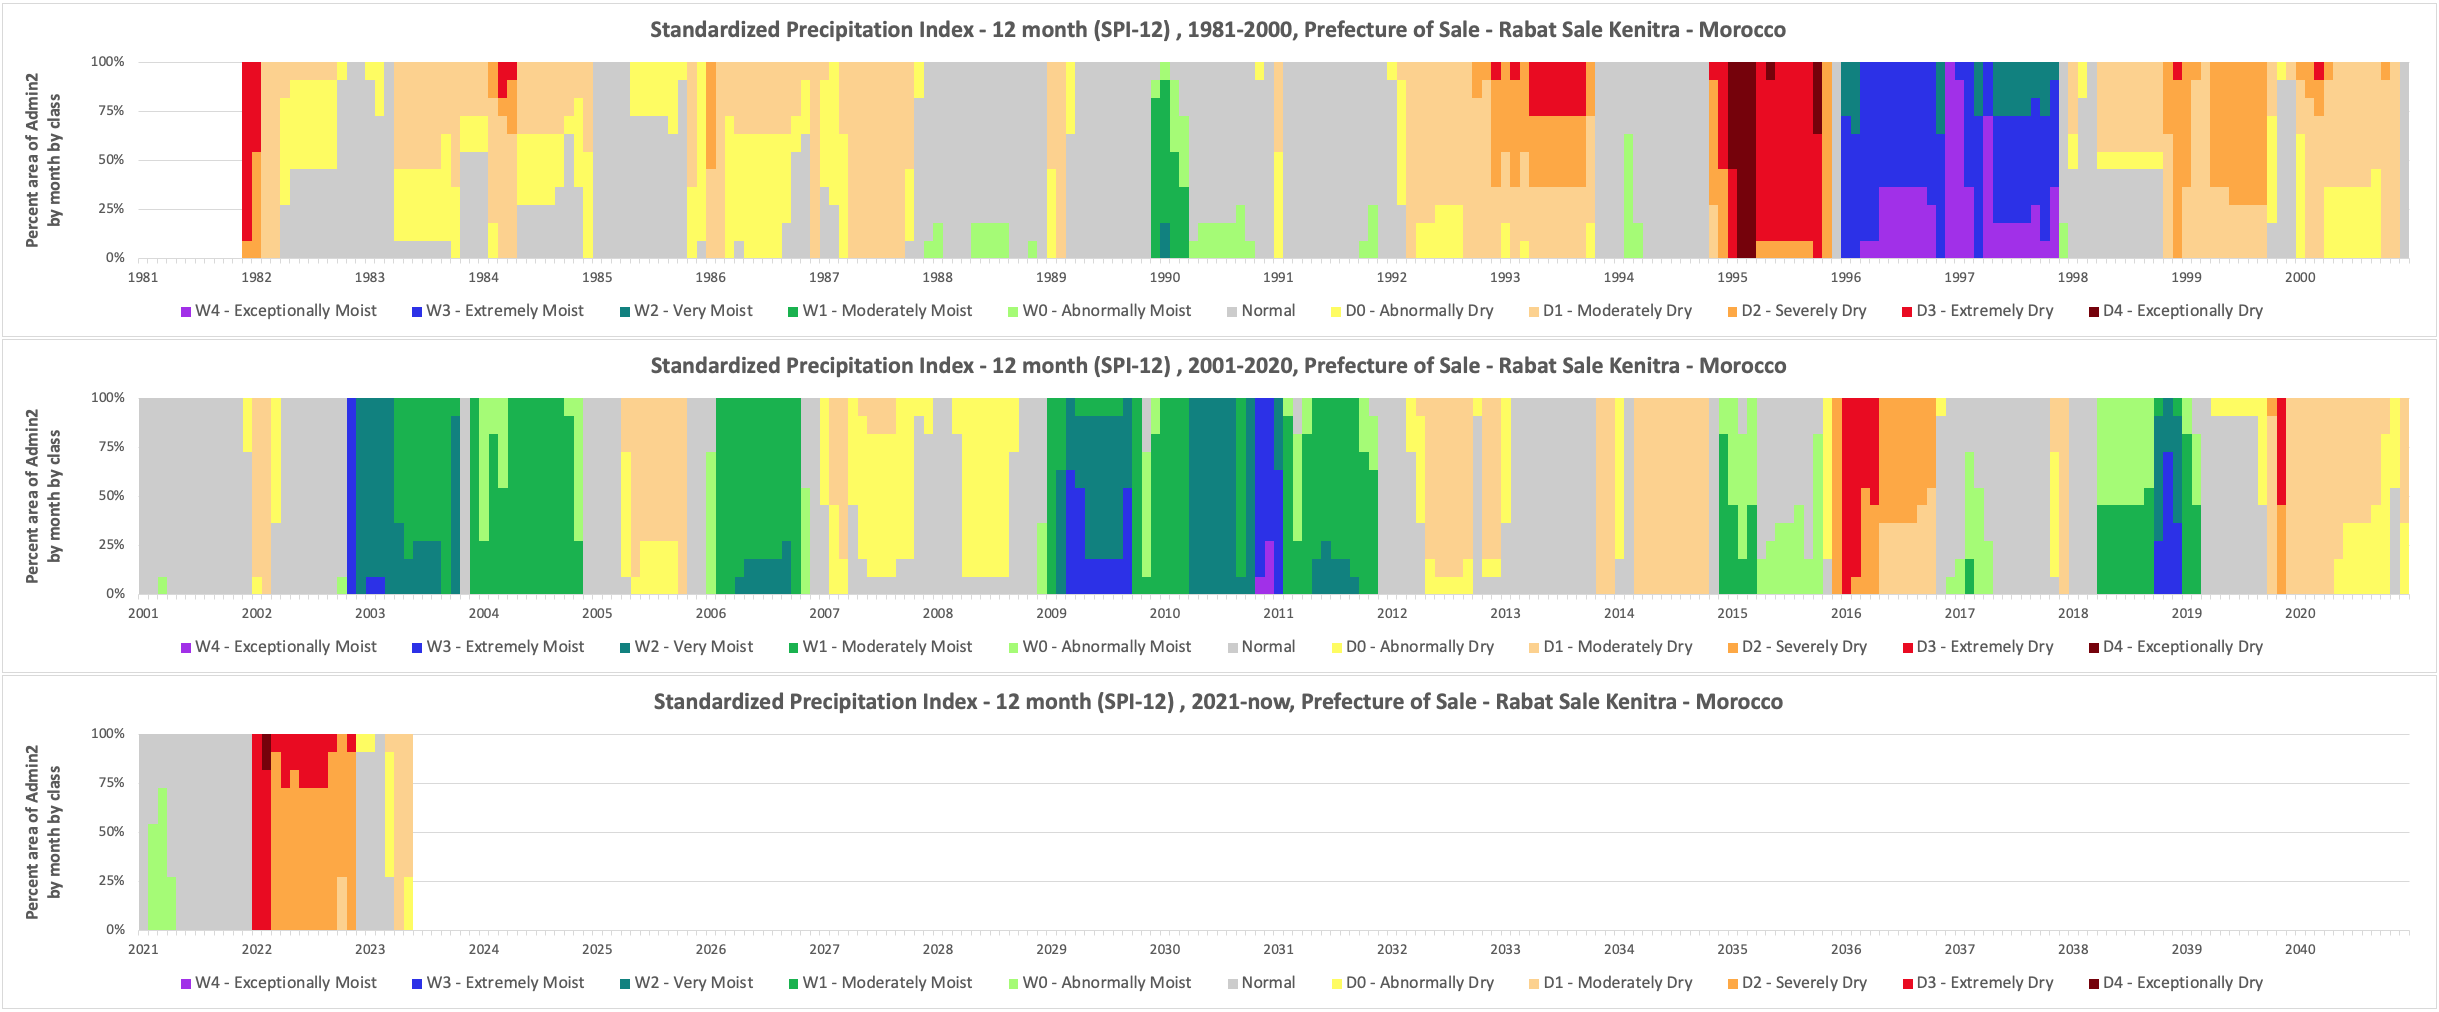 Standardized Precipitation Index - 12 month (SPI-12) , 1981-2000, Prefecture of Sale - Rabat Sale Kenitra - Morocco
Percent area of Admin2
by month by class
100%
75%
50%
25%
0%
1981 1982 1983 1984 1985 1986 1987 1988 1989 1990 1991 1992 1993 1994 1995 1996 1997 1998 1999 2000
W4 - Exceptionally Moist W3 - Extremely Moist W2 - Very Moist W1 - Moderately Moist W0 - Abnormally Moist Normal D0 - Abnormally Dry D1 - Moderately Dry D2 - Severely Dry D3 - Extremely Dry D4 - Exceptionally Dry
Standardized Precipitation Index - 12 month (SPI-12) , 2001-2020, Prefecture of Sale - Rabat Sale Kenitra - Morocco
Percent area of Admin2
by month by class
100%
75%
50%
25%
0%
2001 2002 2003 2004 2005 2006 2007 2008 2009 2010 2011 2012 2013 2014 2015 2016 2017 2018 2019 2020
W4 - Exceptionally Moist W3 - Extremely Moist W2 - Very Moist W1 - Moderately Moist W0 - Abnormally Moist Normal D0 - Abnormally Dry D1 - Moderately Dry D2 - Severely Dry D3 - Extremely Dry D4 - Exceptionally Dry
Standardized Precipitation Index - 12 month (SPI-12) , 2021-now, Prefecture of Sale - Rabat Sale Kenitra - Morocco
Percent area of Admin2
by month by class
100%
75%
50%
25%
0%
2021 2022 2023 2024 2025 2026 2027 2028 2029 2030 2031 2032 2033 2034 2035 2036 2037 2038 2039 2040
W4 - Exceptionally Moist W3 - Extremely Moist W2 - Very Moist W1 - Moderately Moist W0 - Abnormally Moist Normal D0 - Abnormally Dry D1 - Moderately Dry D2 - Severely Dry D3 - Extremely Dry D4 - Exceptionally Dry